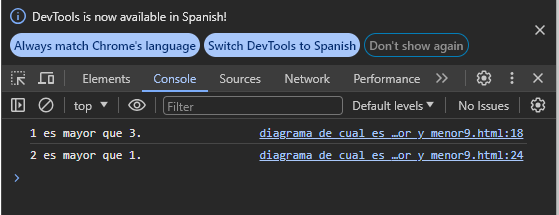 DevTools is now available in Spanish!
Always match Chrome's language Switch DevTools to Spanish Don't show again
Elements Console Sources Network Performance »
top Filter Default levels No Issues
1 es mayor que 3. diagrama de cual es …or y menor9.html:18
2 es mayor que 1. diagrama de cual es …or y menor9.html:24